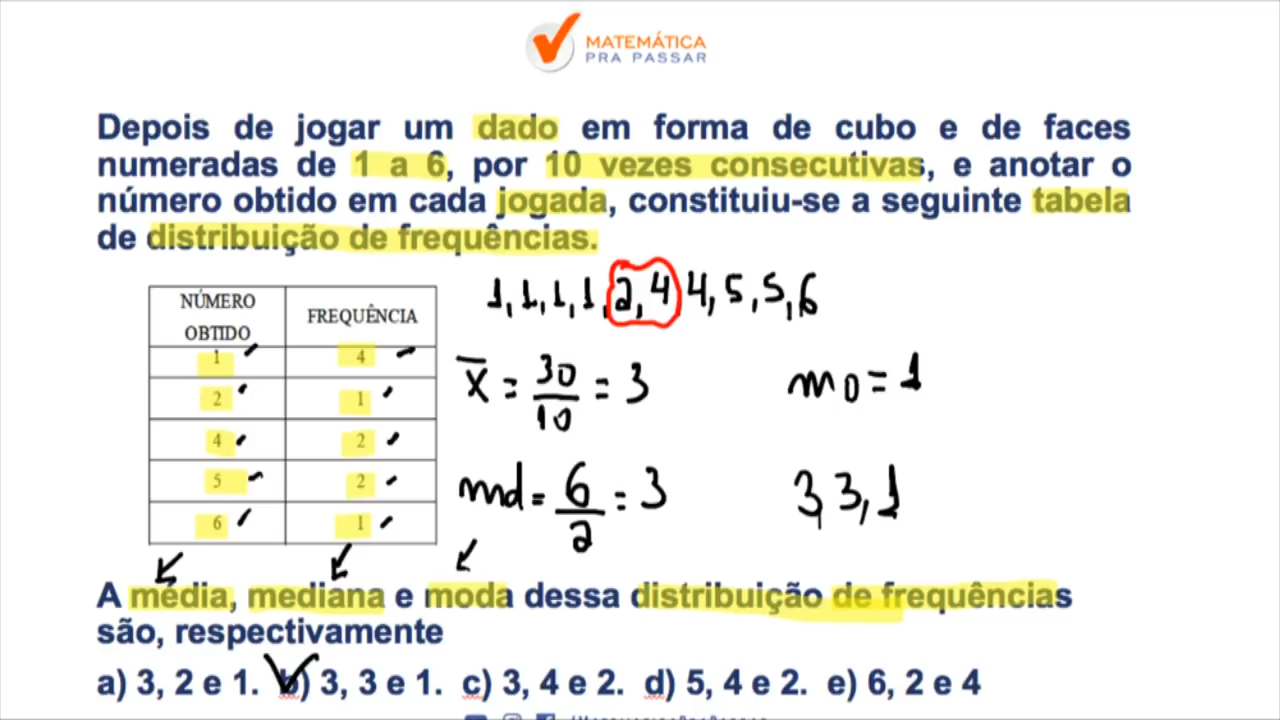 MATEMÁTICA
PRA PASSAR
Depois de jogar um dado em forma de cubo e de faces
numeradas de 1 a 6, por 10 vezes consecutivas, e anotar o
número obtido em cada jogada, constituiu-se a seguinte tabela
de distribuição de frequências.
1, 1, 1, 1, 2, 4, 4, 5, 5, 6
NÚMERO
OBTIDO
FREQUÊNCIA
1 4
2 1
4 2
5 2
6 1
X̅ = 30/10 = 3
mo = 1
md = 6/2 = 3
3, 3, 1
A média, mediana e moda dessa distribuição de frequências
são, respectivamente
a) 3, 2 e 1. b) 3, 3 e 1. c) 3, 4 e 2. d) 5, 4 e 2. e) 6, 2 e 4